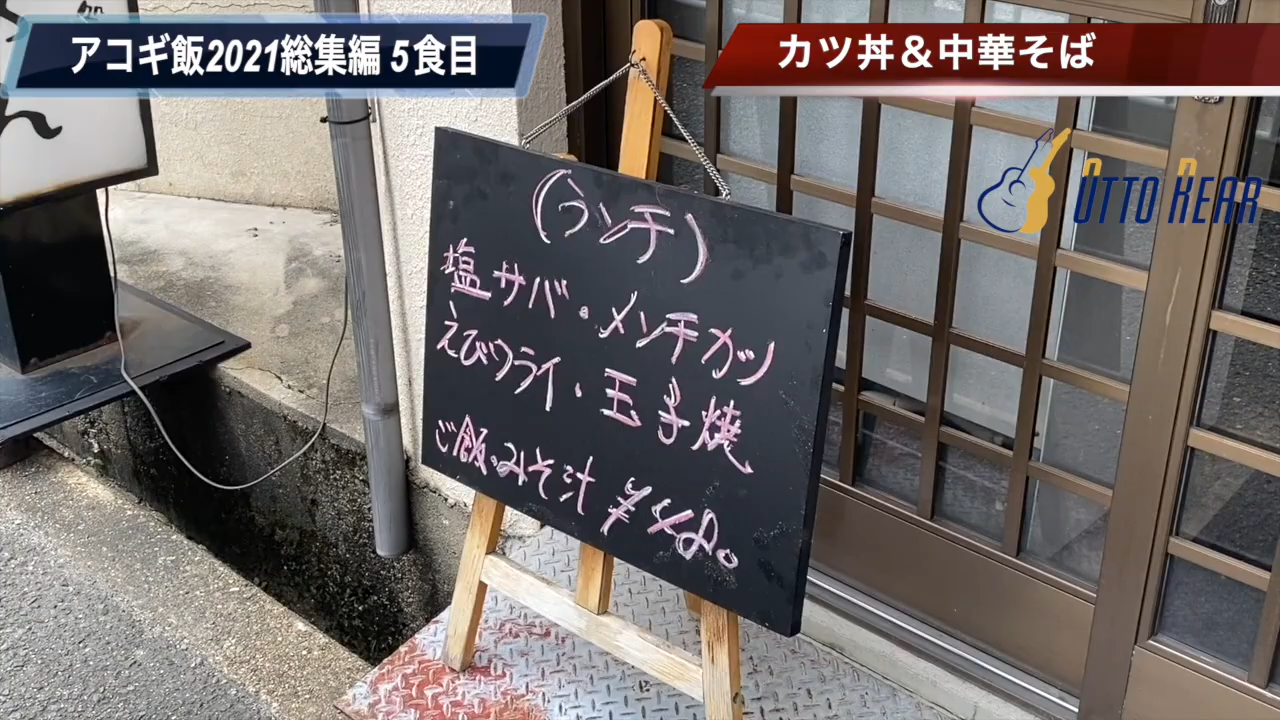 アコギ飯2021総集編 5食目
カツ丼&中華そば
OTTO REAR
(ランチ)
塩サバ・メンチカツ
えびフライ・玉子焼
ご飯、みそ汁 ¥480